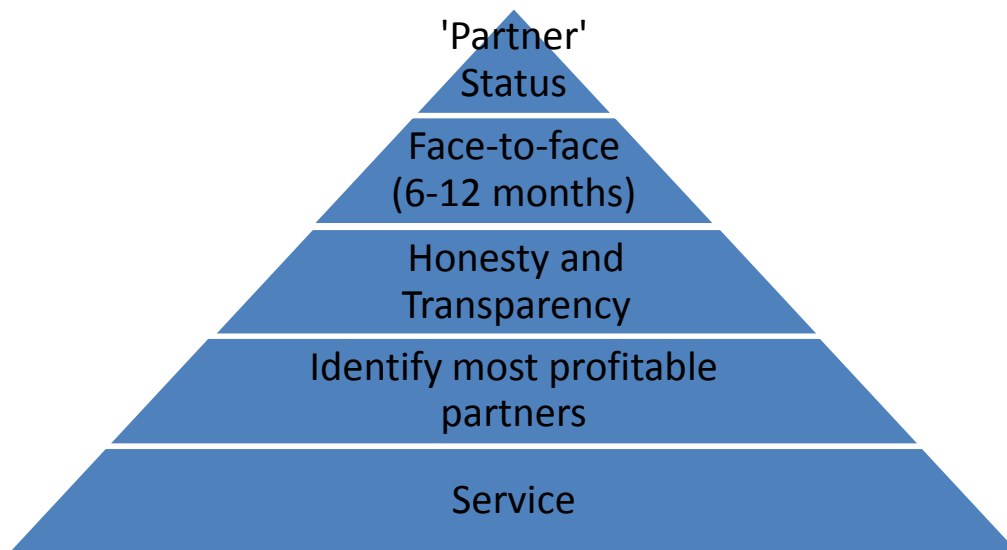 'Partner'
Status
Face-to-face
(6-12 months)
Honesty and
Transparency
Identify most profitable
partners
Service